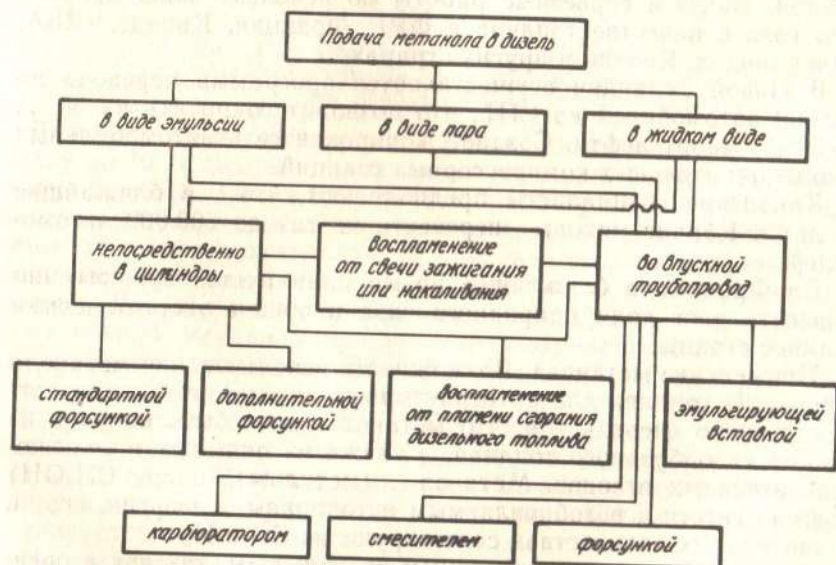 Подача метанола в дизель
в виде эмульсии
в виде пара
в жидком виде
непосредственно
в цилиндры
воспламенение
от свечи зажигания
или накаливания
во впускной
трубопровод
стандартной
форсункой
дополнительной
форсункой
воспламенение
от пламени сгорания
дизельного топлива
эмульгирующей
вставкой
карбюратором
смесителем
форсункой